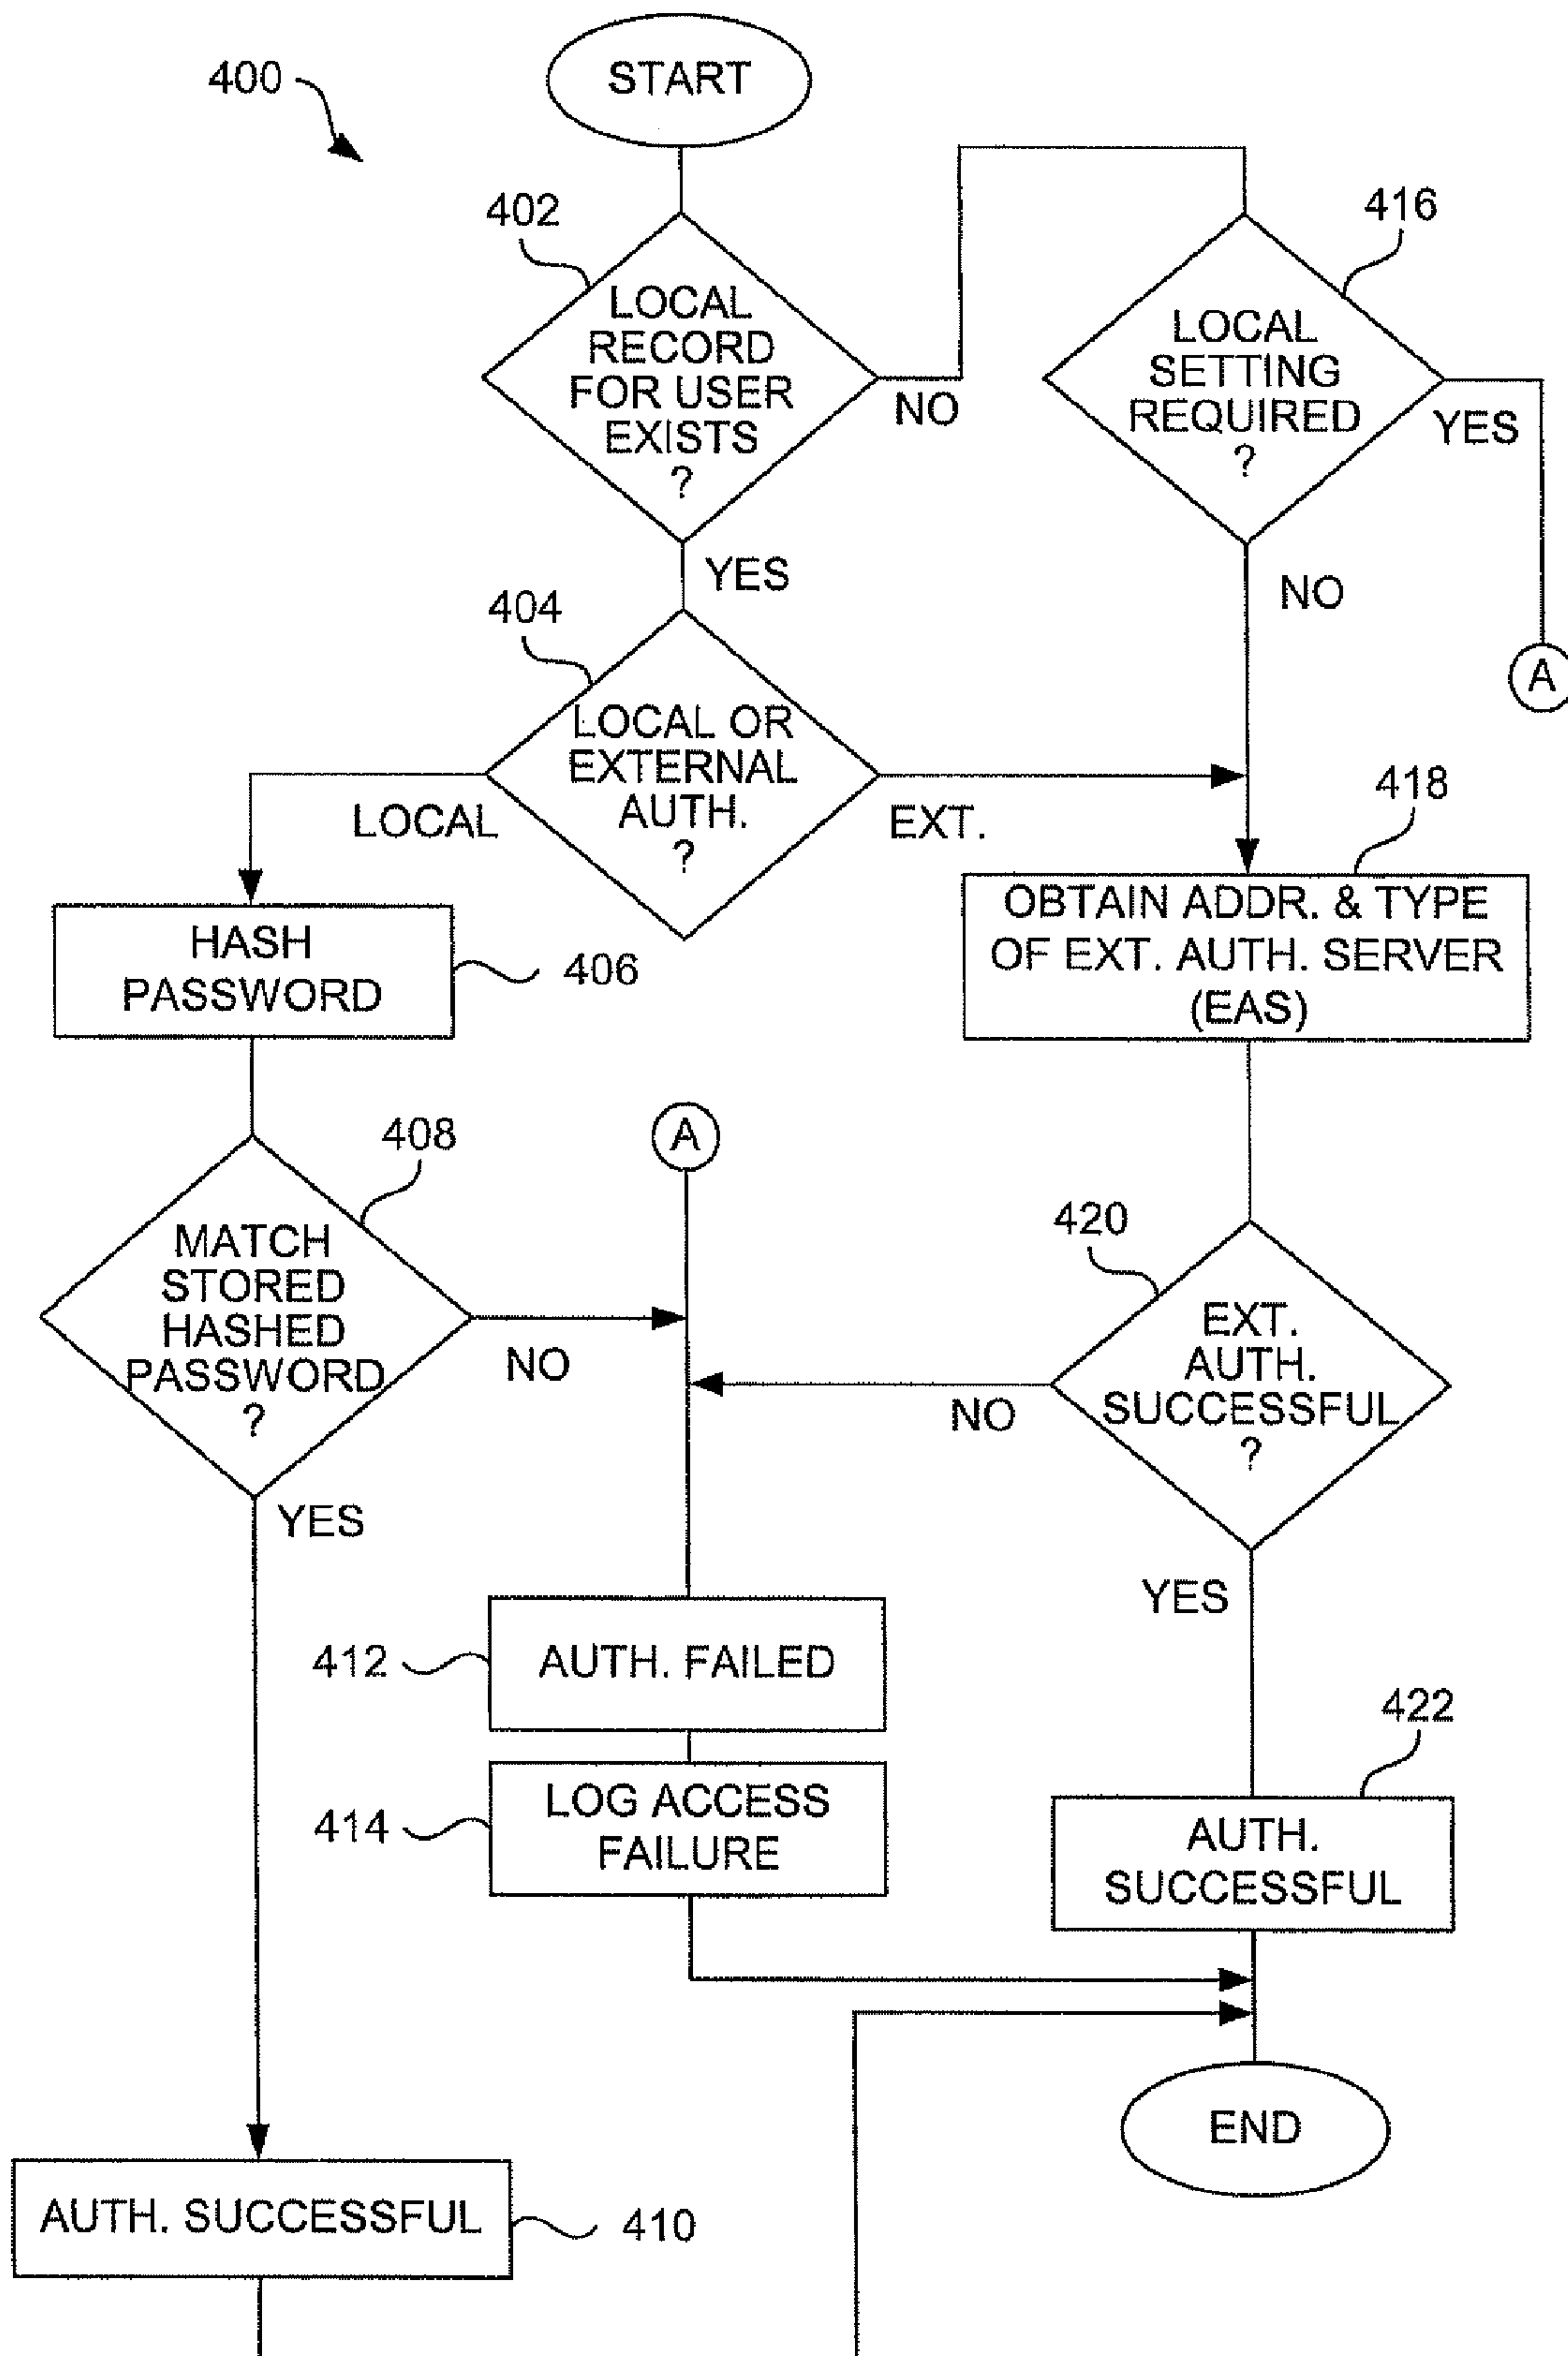 START
400
402
LOCAL
RECORD
FOR USER
EXISTS
?
NO
YES
416
LOCAL
SETTING
REQUIRED
?
YES
NO
A
404
LOCAL OR
EXTERNAL
AUTH.
?
LOCAL
EXT.
418
OBTAIN ADDR. & TYPE
OF EXT. AUTH. SERVER
(EAS)
HASH
PASSWORD
406
408
MATCH
STORED
HASHED
PASSWORD
?
NO
YES
A
420
EXT.
AUTH.
SUCCESSFUL
?
NO
YES
412
AUTH. FAILED
414
LOG ACCESS
FAILURE
422
AUTH.
SUCCESSFUL
END
AUTH. SUCCESSFUL
410